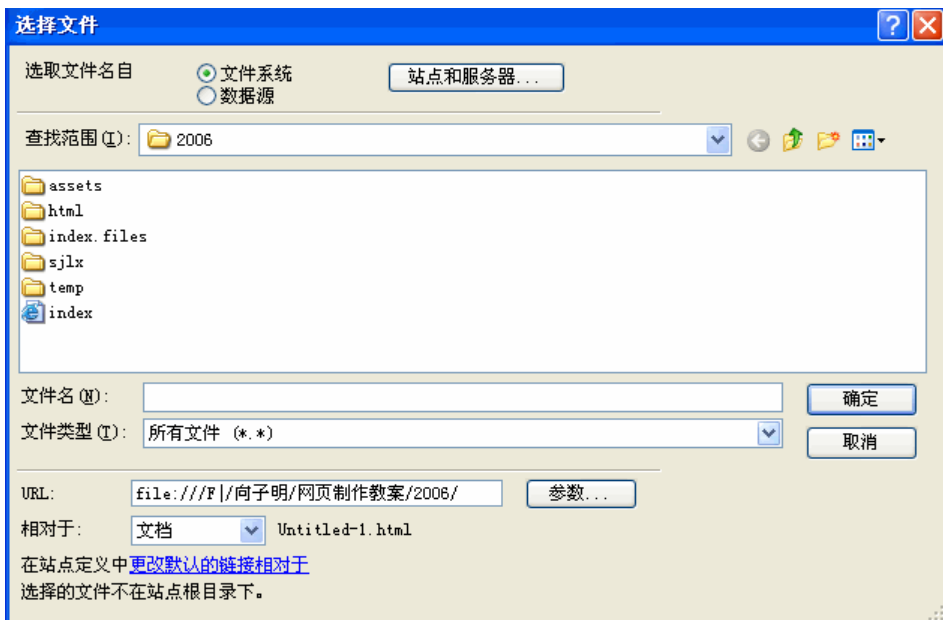 选择文件
选取文件名自
文件系统
站点和服务器...
数据源
查找范围(I):
2006
assets
html
index.files
sjlx
temp
index
文件名(N):
确定
文件类型(T):
所有文件 (*.*)
取消
URL:
file:///F|/向子明/网页制作教案/2006/
参数...
相对于:
文档
Untitled-1.html
在站点定义中更改默认的链接相对于
选择的文件不在站点根目录下。